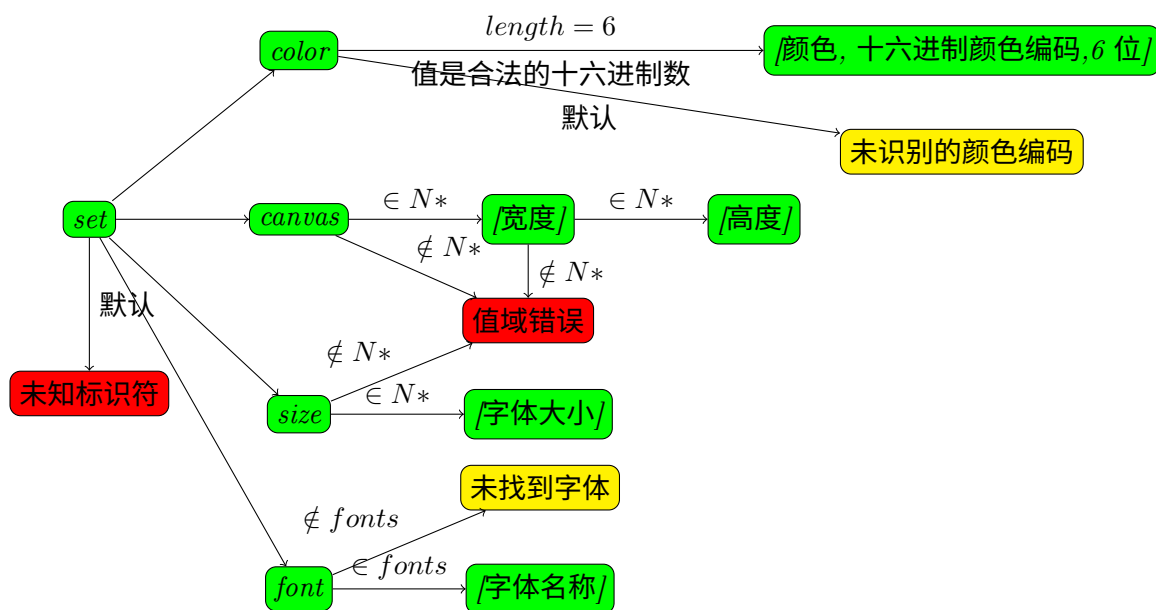 length = 6
color
[颜色, 十六进制颜色编码,6 位]
值是合法的十六进制数
默认
未识别的颜色编码
set
canvas
∈ N∗
[宽度]
∈ N∗
[高度]
∉ N∗
∉ N∗
默认
值域错误
未知标识符
∉ N∗
∈ N∗
size
[字体大小]
未找到字体
∉ fonts
∈ fonts
font
[字体名称]